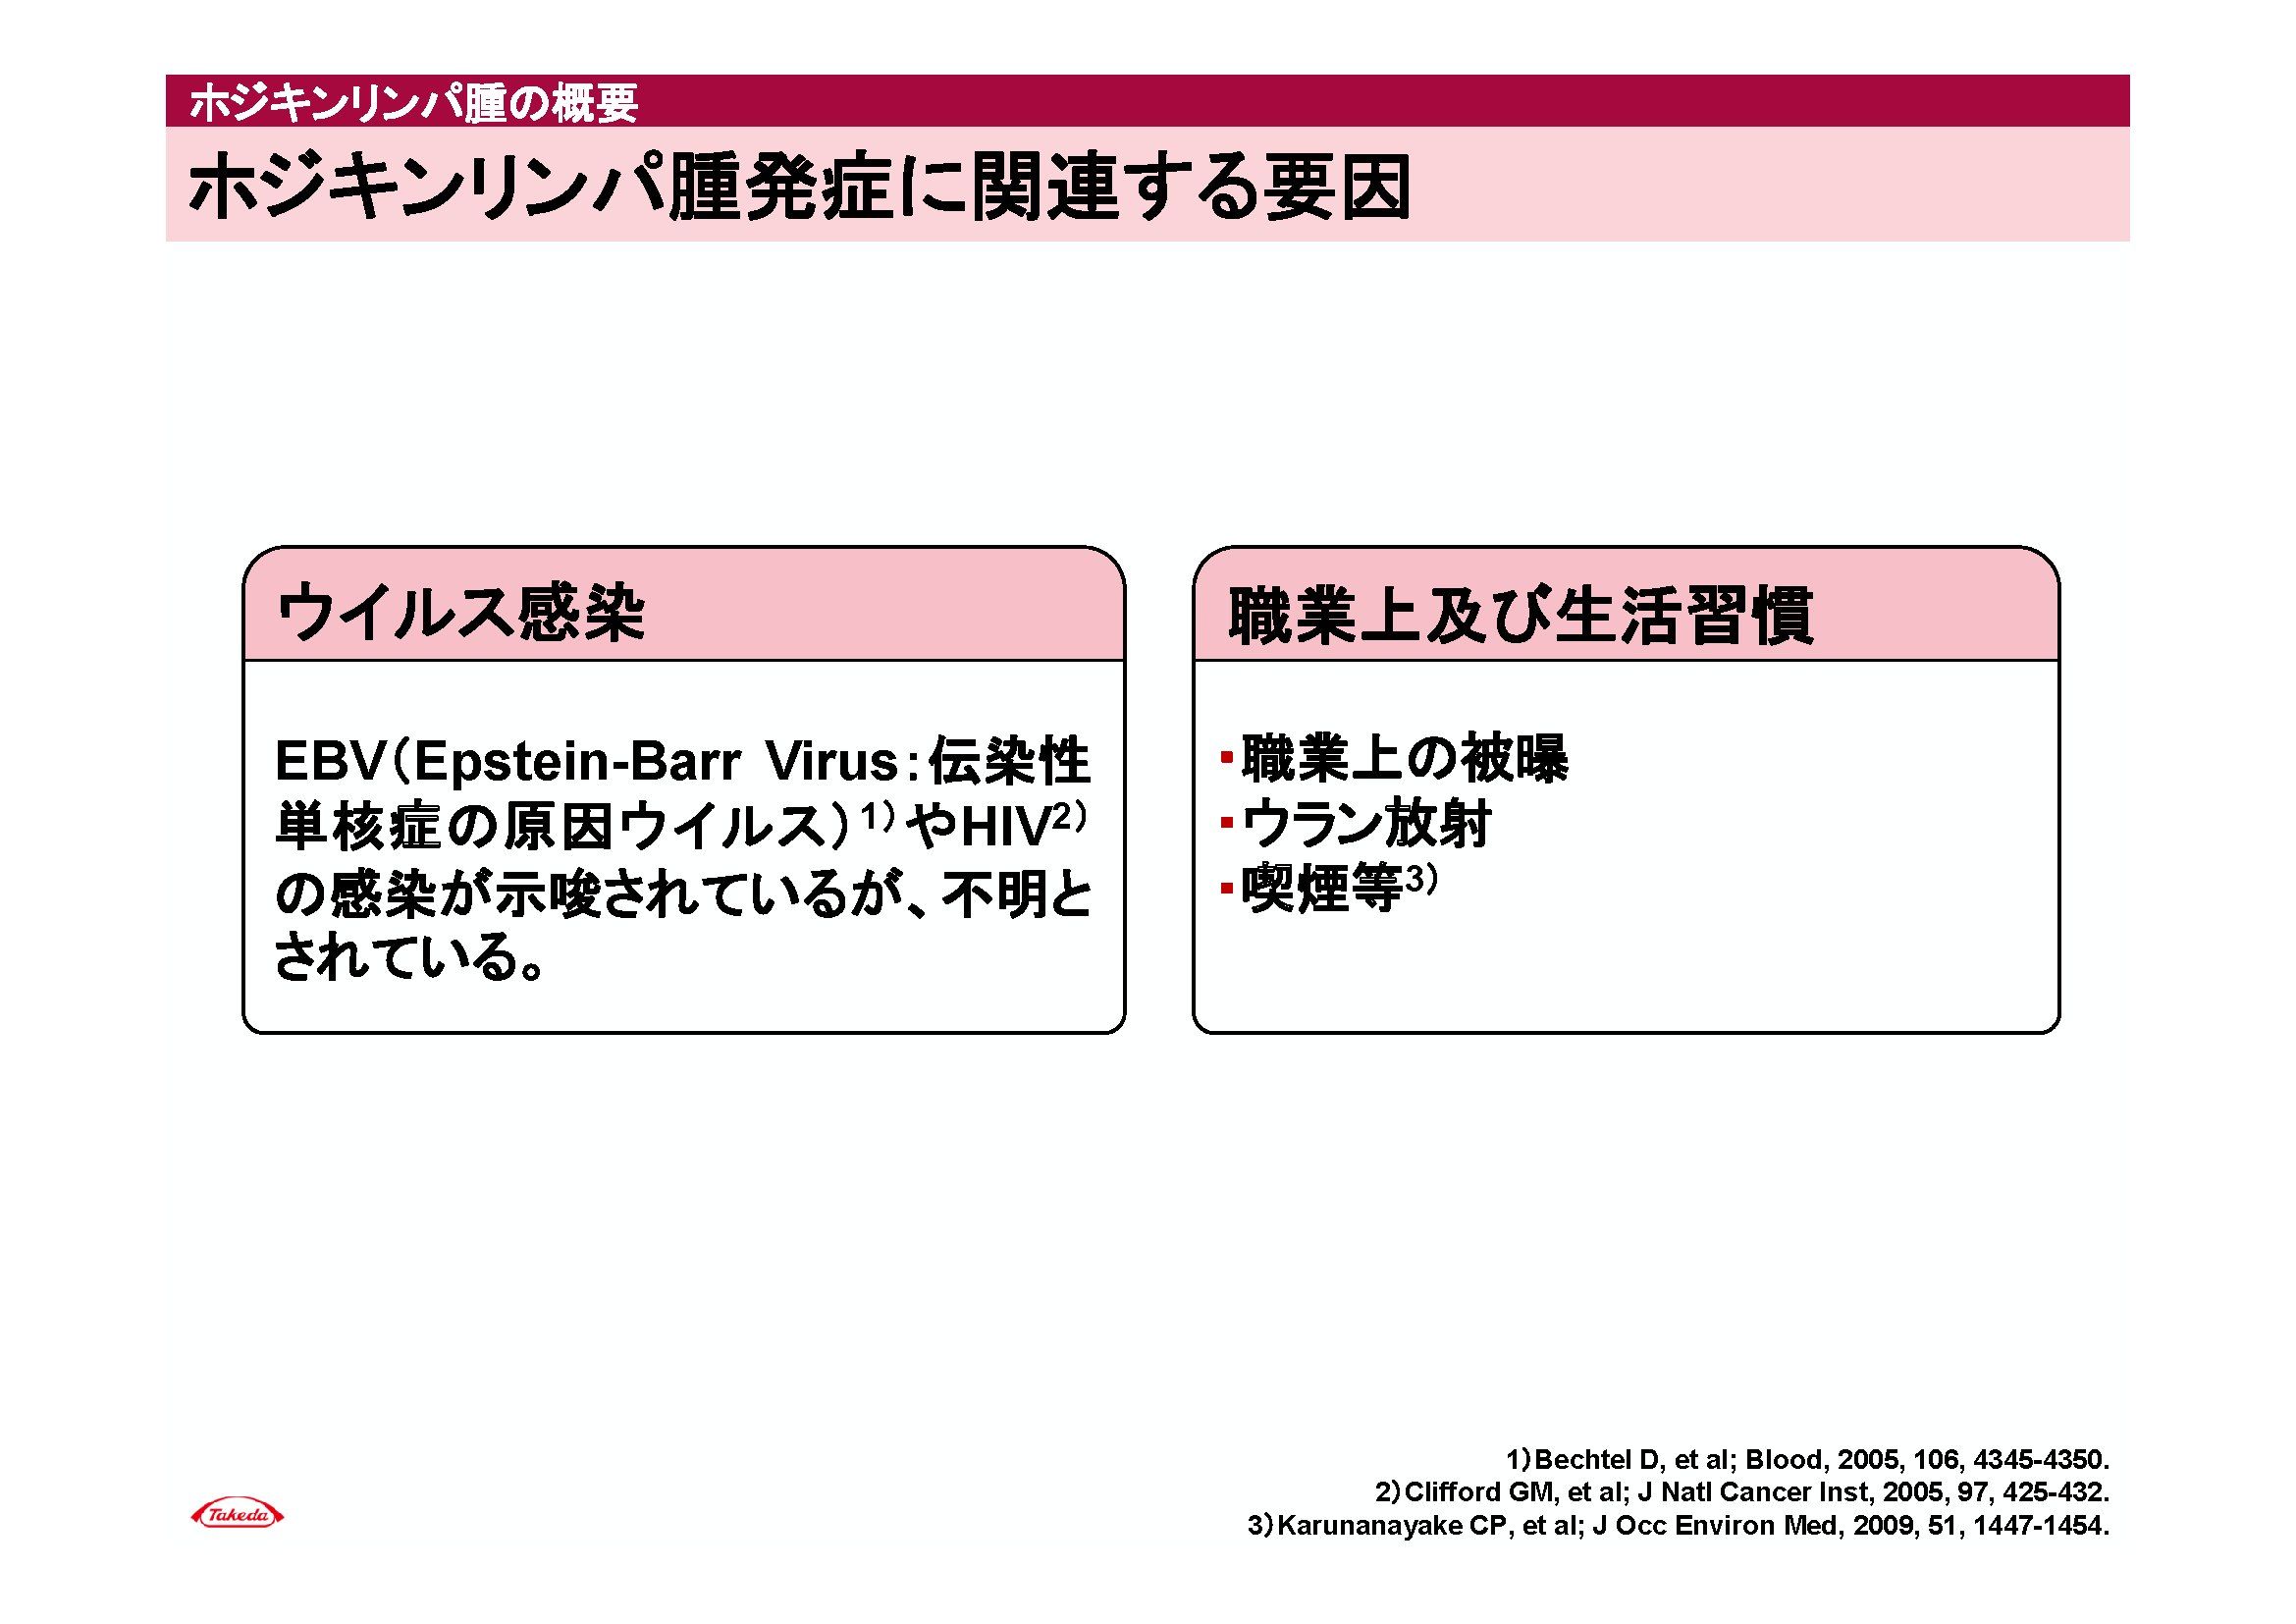 ホジキンリンパ腫の概要
ホジキンリンパ腫発症に関連する要因
ウイルス感染
EBV（Epstein-Barr Virus：伝染性
単核症の原因ウイルス）1）やHIV2）
の感染が示唆されているが、不明と
されている。
職業上及び生活習慣
▪職業上の被曝
▪ウラン放射
▪喫煙等3）
1）Bechtel D, et al; Blood, 2005, 106, 4345-4350.
2）Clifford GM, et al; J Natl Cancer Inst, 2005, 97, 425-432.
3）Karunanayake CP, et al; J Occ Environ Med, 2009, 51, 1447-1454.
Takeda